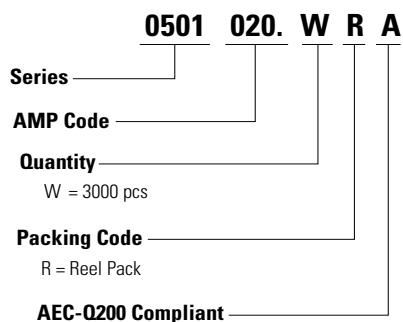 0501 020. W R A
Series
AMP Code
Quantity
W = 3000 pcs
Packing Code
R = Reel Pack
AEC-Q200 Compliant